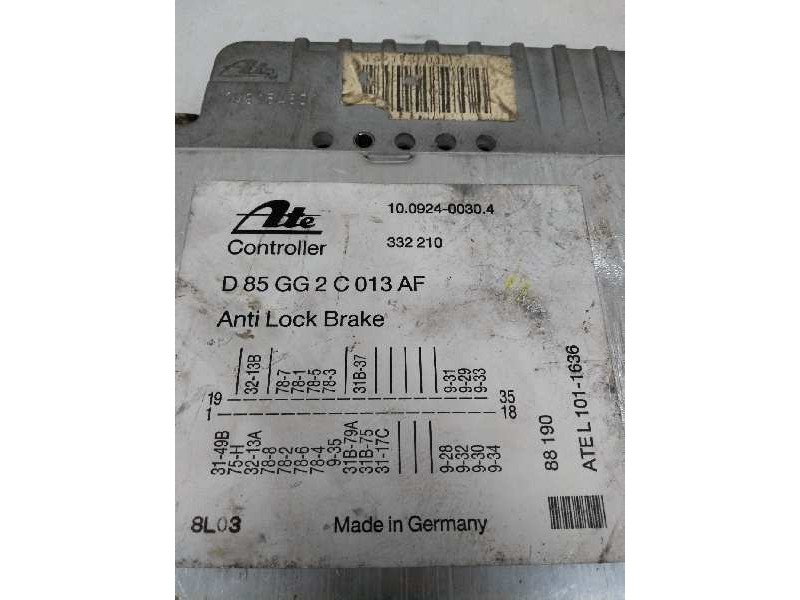 Ate
Ate
10.0924-0030.4
Controller
332 210
D 85 GG 2 C 013 AF
Anti Lock Brake
32-13B
78-7
78-1
78-5
78-3
31B-37
9-31
9-29
9-33
19
35
1
18
31-49B
75-H
32-13A
78-8
78-2
78-6
78-4
9-35
31B-79A
31B-75
31-17C
9-28
9-32
9-30
9-34
88 190
ATE L 101-1636
8L03
Made in Germany